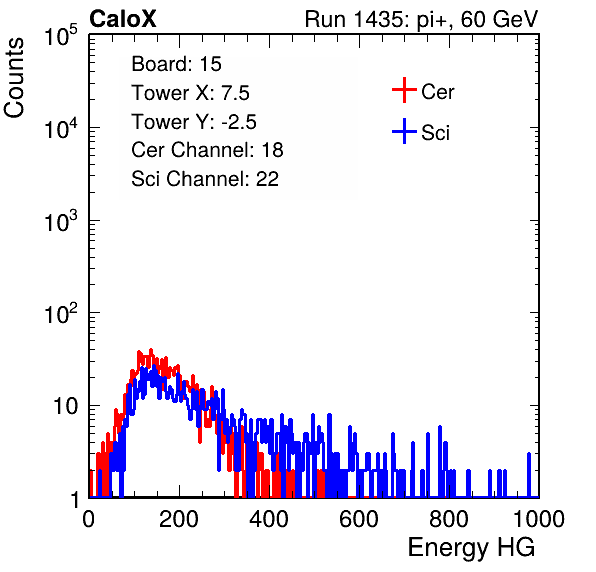 CaloX Run 1435: pi+, 60 GeV
Counts
10^5
10^4
10^3
10^2
10
1
Board: 15
Tower X: 7.5
Tower Y: -2.5
Cer Channel: 18
Sci Channel: 22
Cer
Sci
0 200 400 600 800 1000
Energy HG